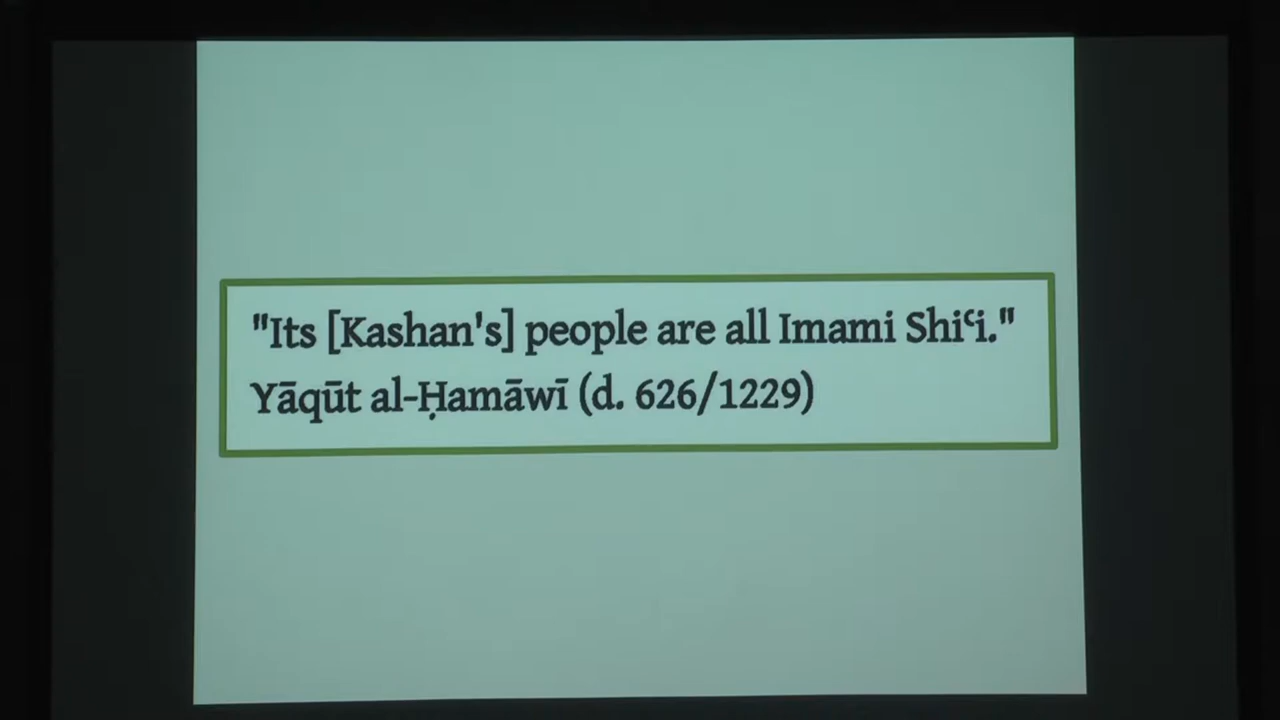 "Its [Kashan's] people are all Imami Shiʿi."
Yāqūt al-Ḥamāwī (d. 626/1229)